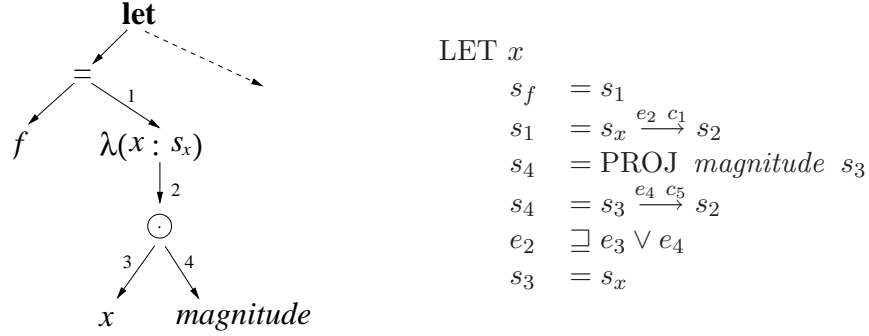 let
=
1
f
λ(x : s_x)
2
⊙
3
4
x
magnitude
LET x
s_f = s_1
s_1 = s_x —e_2 c_1→ s_2
s_4 = PROJ magnitude s_3
s_4 = s_3 —e_4 c_5→ s_2
e_2 ⊒ e_3 ∨ e_4
s_3 = s_x